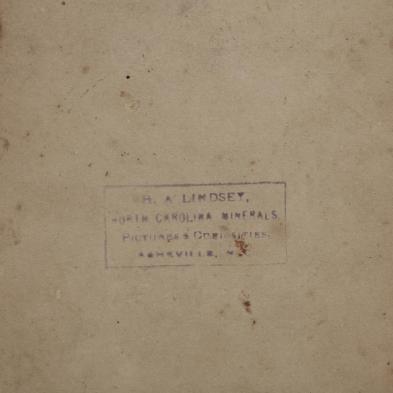 A. LINDSEY,
NORTH CAROLINA MINERALS,
PICTURES & CURIOSITIES,
ASHEVILLE, N.